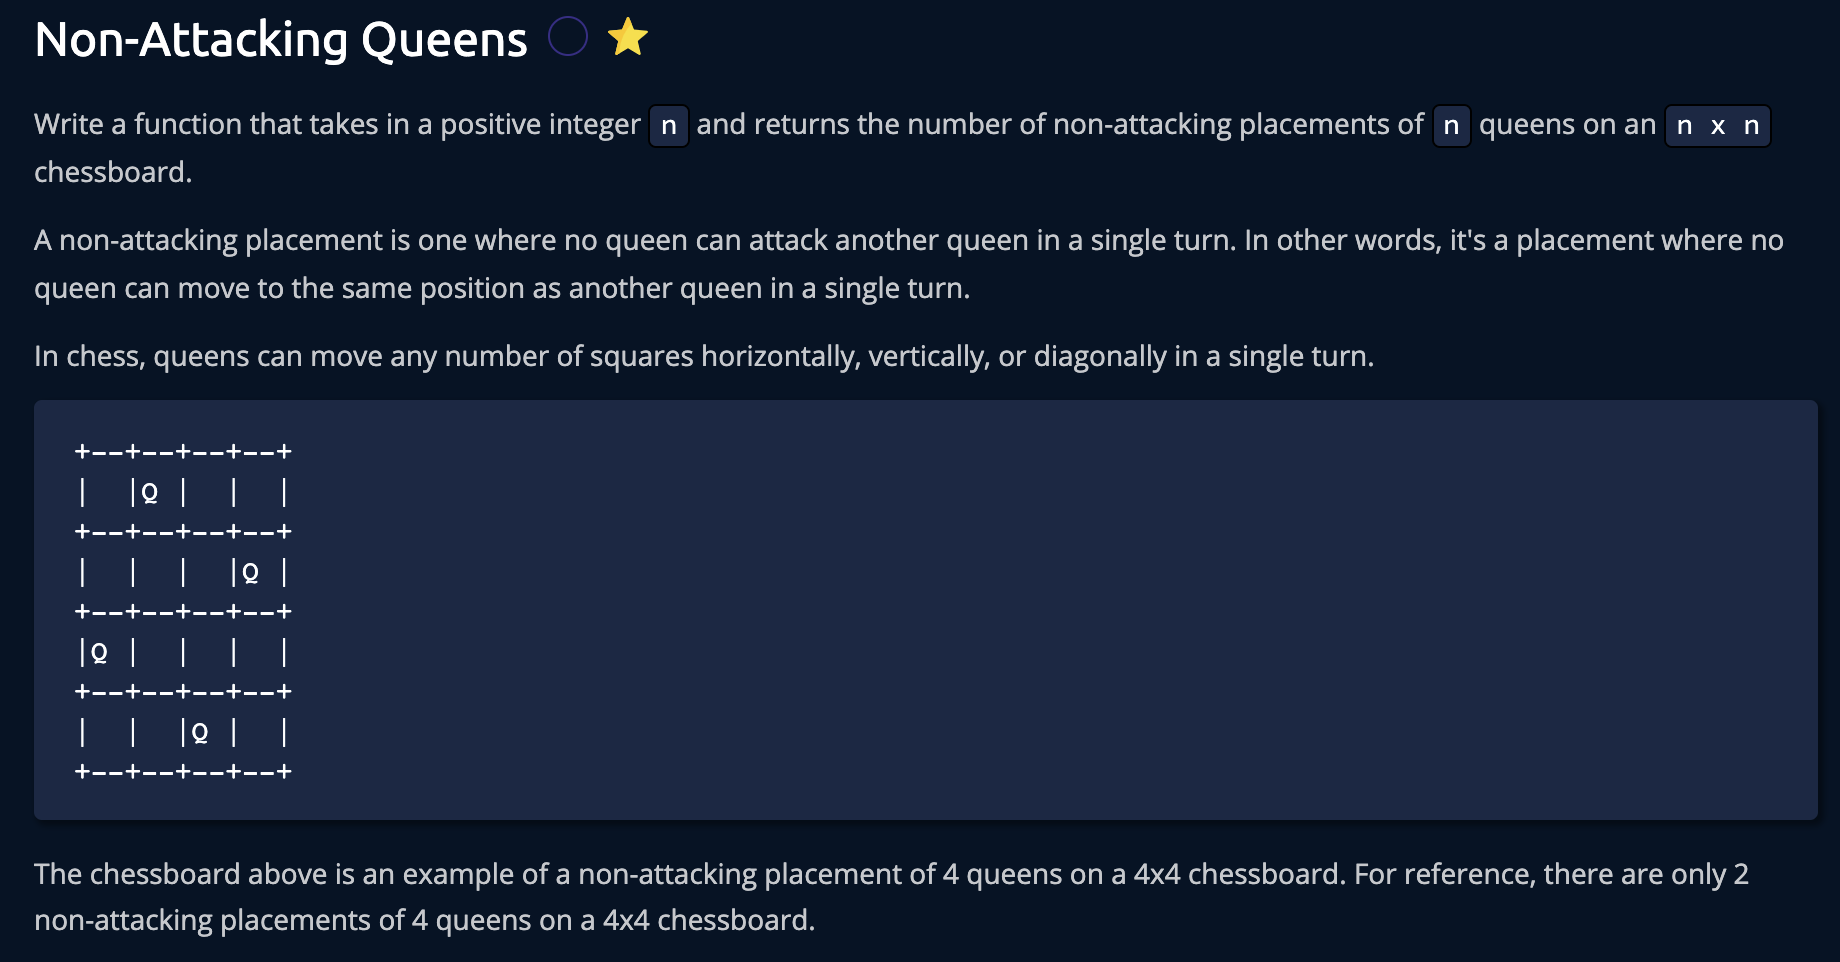 Non-Attacking Queens
Write a function that takes in a positive integer n and returns the number of non-attacking placements of n queens on an n x n
chessboard.
A non-attacking placement is one where no queen can attack another queen in a single turn. In other words, it's a placement where no
queen can move to the same position as another queen in a single turn.
In chess, queens can move any number of squares horizontally, vertically, or diagonally in a single turn.
+--+--+--+--+
|  |Q |  |  |
+--+--+--+--+
|  |  |  |Q |
+--+--+--+--+
|Q |  |  |  |
+--+--+--+--+
|  |  |Q |  |
+--+--+--+--+
The chessboard above is an example of a non-attacking placement of 4 queens on a 4x4 chessboard. For reference, there are only 2
non-attacking placements of 4 queens on a 4x4 chessboard.